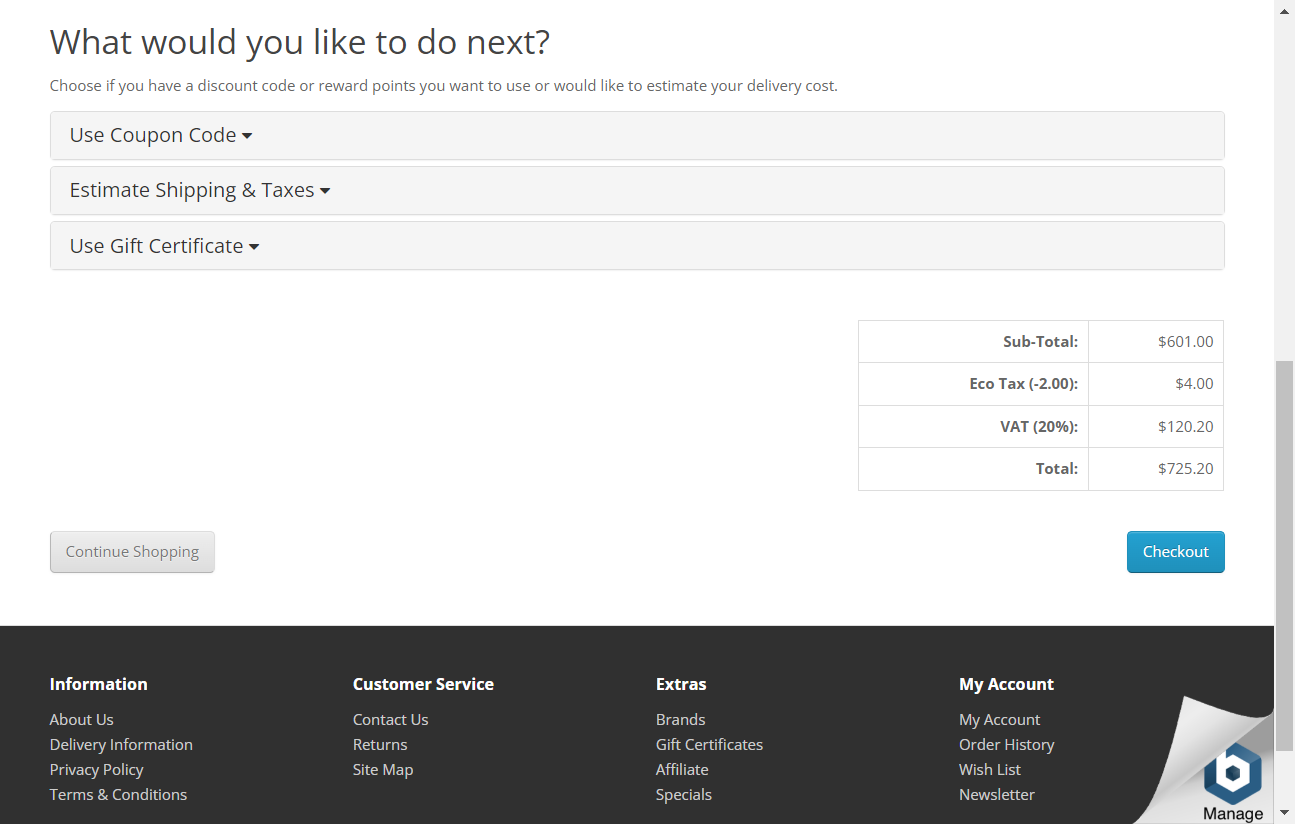 What would you like to do next?
Choose if you have a discount code or reward points you want to use or would like to estimate your delivery cost.
Use Coupon Code
Estimate Shipping & Taxes
Use Gift Certificate
Sub-Total: $601.00
Eco Tax (-2.00): $4.00
VAT (20%): $120.20
Total: $725.20
Continue Shopping Checkout
Information Customer Service Extras My Account
About Us Contact Us Brands My Account
Delivery Information Returns Gift Certificates Order History
Privacy Policy Site Map Affiliate Wish List
Terms & Conditions Specials Newsletter
Manage